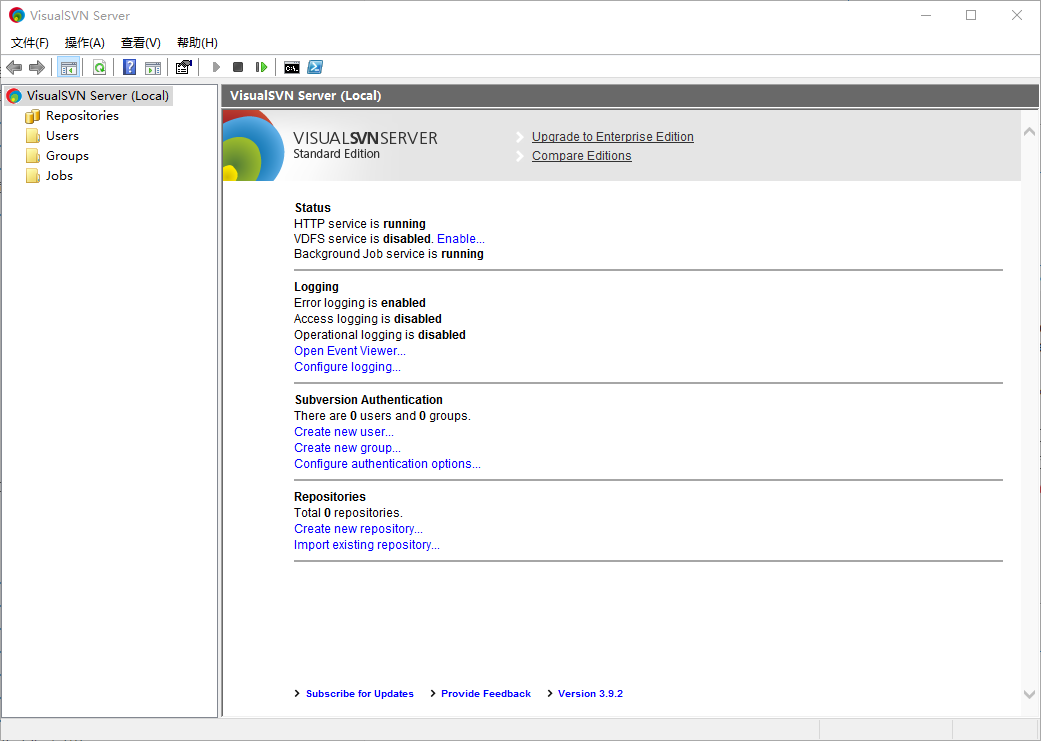 VisualSVN Server
文件(F) 操作(A) 查看(V) 帮助(H)
VisualSVN Server (Local)
Repositories
Users
Groups
Jobs
VisualSVN Server (Local)
VISUALSVNSERVER
Standard Edition
Upgrade to Enterprise Edition
Compare Editions
Status
HTTP service is running
VDFS service is disabled. Enable...
Background Job service is running
Logging
Error logging is enabled
Access logging is disabled
Operational logging is disabled
Open Event Viewer...
Configure logging...
Subversion Authentication
There are 0 users and 0 groups.
Create new user...
Create new group...
Configure authentication options...
Repositories
Total 0 repositories.
Create new repository...
Import existing repository...
Subscribe for Updates Provide Feedback Version 3.9.2